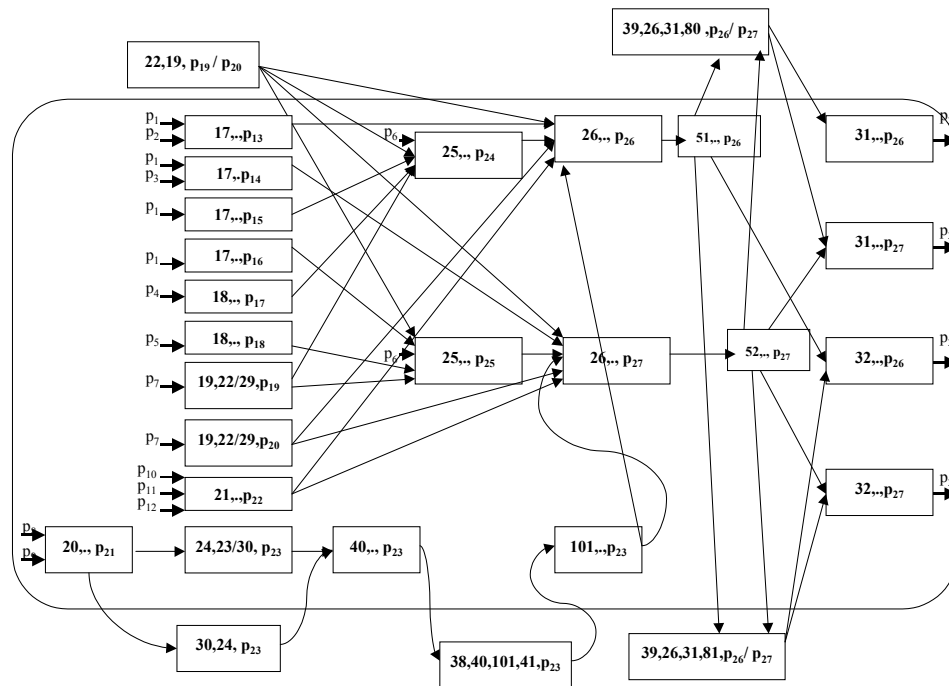 39,26,31,80 ,p26/ p27
22,19, p19 / p20
p1
p2
17,.,p13
p6
25,., p24
26,., p26
51,., p26
31,.,p26
p1
p3
17,.p14
p1
17,.,p15
p1
17,.,p16
31,.,p27
p4
18,., p17
p5
18,., p18
p6
25,., p25
26,., p27
52,., p27
32,.,p26
p7
19,22/29,p19
p7
19,22/29,p20
p10
p11
p12
21,.,p22
32,.,p27
20,., p21
24,23/30, p23
40,., p23
101,.,p23
30,24, p23
38,40,101,41,p23
39,26,31,81,p26/ p27